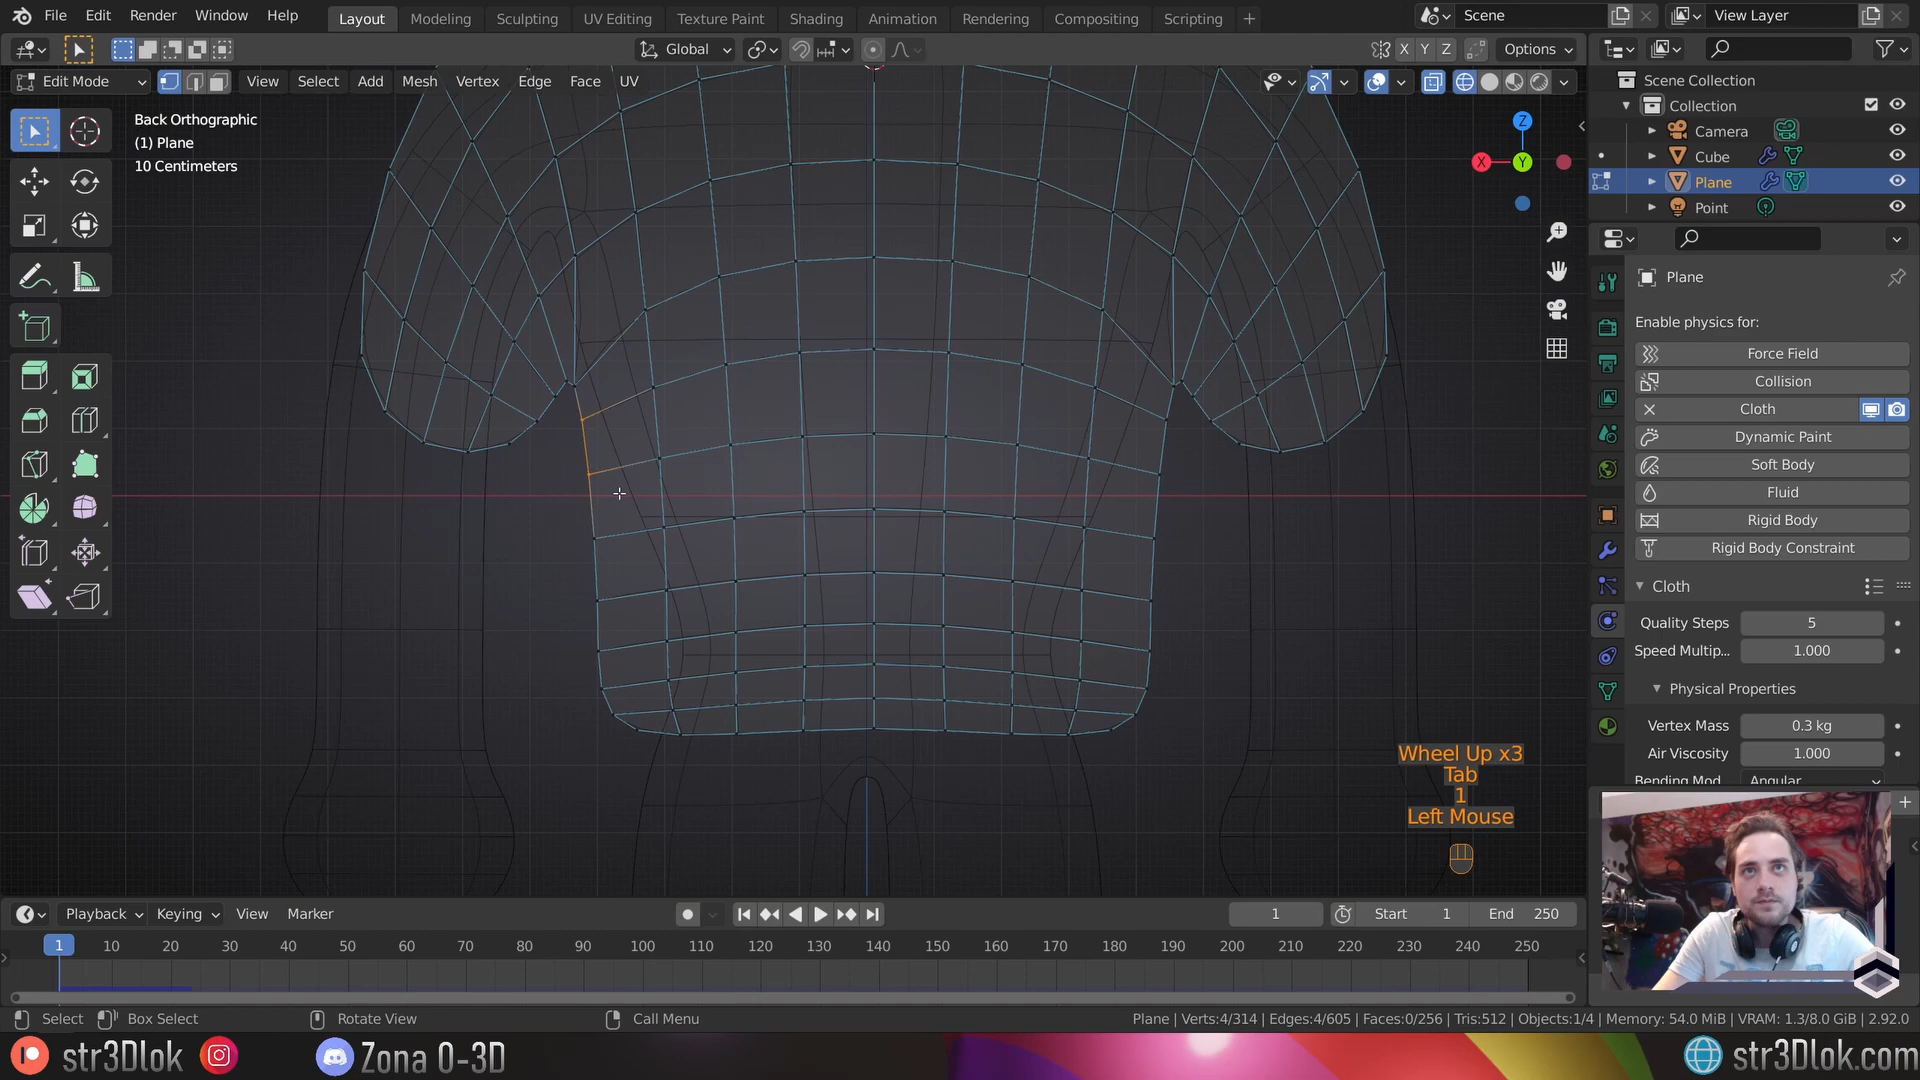 File Edit Render Window Help Layout Modeling Sculpting UV Editing Texture Paint Shading Animation Rendering Compositing Scripting + Scene View Layer
Global X Y Z Options
Edit Mode View Select Add Mesh Vertex Edge Face UV
Back Orthographic
(1) Plane
10 Centimeters
Z
X Y
Scene Collection
Collection
Camera
Cube
Plane
Point
Plane
Enable physics for:
Force Field
Collision
Cloth
Dynamic Paint
Soft Body
Fluid
Rigid Body
Rigid Body Constraint
Cloth
Quality Steps 5
Speed Multip... 1.000
Physical Properties
Vertex Mass 0.3 kg
Air Viscosity 1.000
Bending Mod Angular
Wheel Up x3
Tab
1
Left Mouse
Playback Keying View Marker 1 Start 1 End 250
1 10 20 30 40 50 60 70 80 90 100 110 120 130 140 150 160 170 180 190 200 210 220 230 240 250
Select Box Select Rotate View Call Menu Plane | Verts:4/314 | Edges:4/605 | Faces:0/256 | Tris:512 | Objects:1/4 | Memory: 54.0 MiB | VRAM: 1.3/8.0 GiB | 2.92.0
str3Dlok Zona 0-3D str3Dlok.com